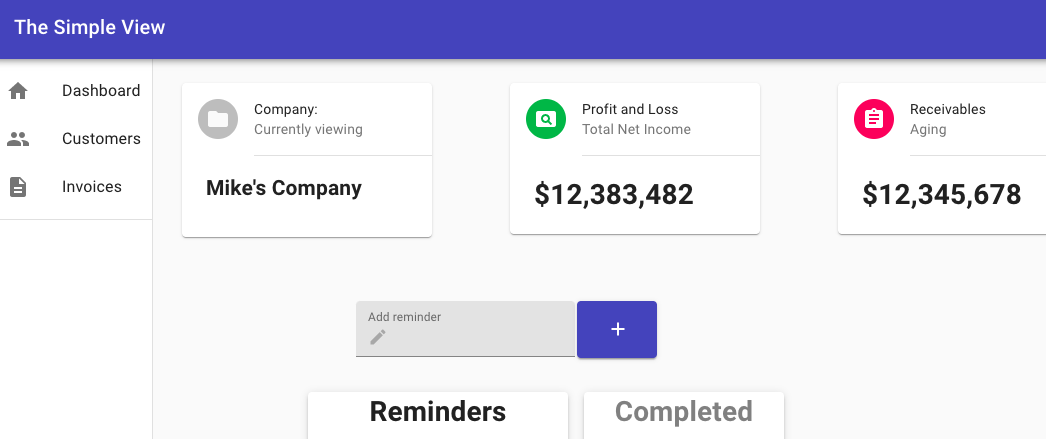 The Simple View
Dashboard
Customers
Invoices
Company:
Currently viewing
Mike's Company
Profit and Loss
Total Net Income
$12,383,482
Receivables
Aging
$12,345,678
Add reminder
+
Reminders
Completed